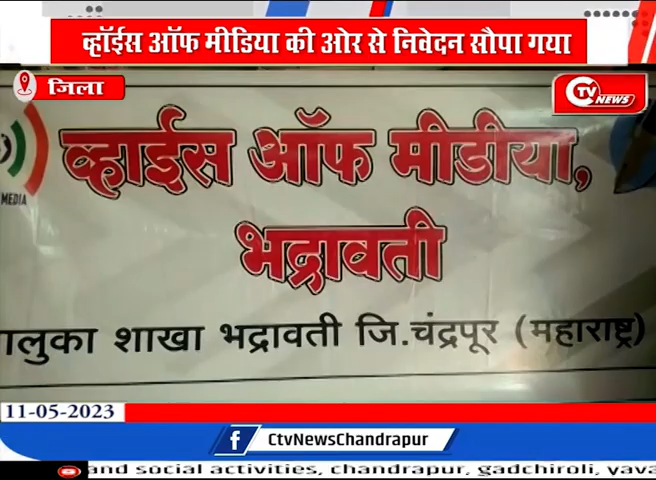 व्हॉईस ऑफ मीडिया की ओर से निवेदन सौपा गया
जिला
CTV NEWS
व्हाईस ऑफ मीडीया,
MEDIA
भद्रावती
ालुका शाखा भद्रावती जि.चंद्रपूर (महाराष्ट्र)
11-05-2023
f CtvNewsChandrapur
and social activities, chandrapur, gadchiroli, yava